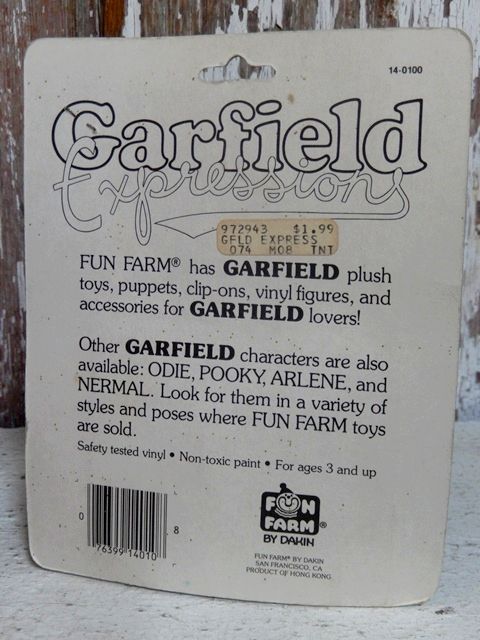 14-0100
Garfield
Expressions
972943 $1.99
GFLD EXPRESS
074 MO8 TNT
FUN FARM® has GARFIELD plush
toys, puppets, clip-ons, vinyl figures, and
accessories for GARFIELD lovers!
Other GARFIELD characters are also
available: ODIE, POOKY, ARLENE, and
NERMAL. Look for them in a variety of
styles and poses where FUN FARM toys
are sold.
Safety tested vinyl • Non-toxic paint • For ages 3 and up
0 76399 14010 8
FUN
FARM®
BY DAKIN
FUN FARM® BY DAKIN
SAN FRANCISCO, CA
PRODUCT OF HONG KONG